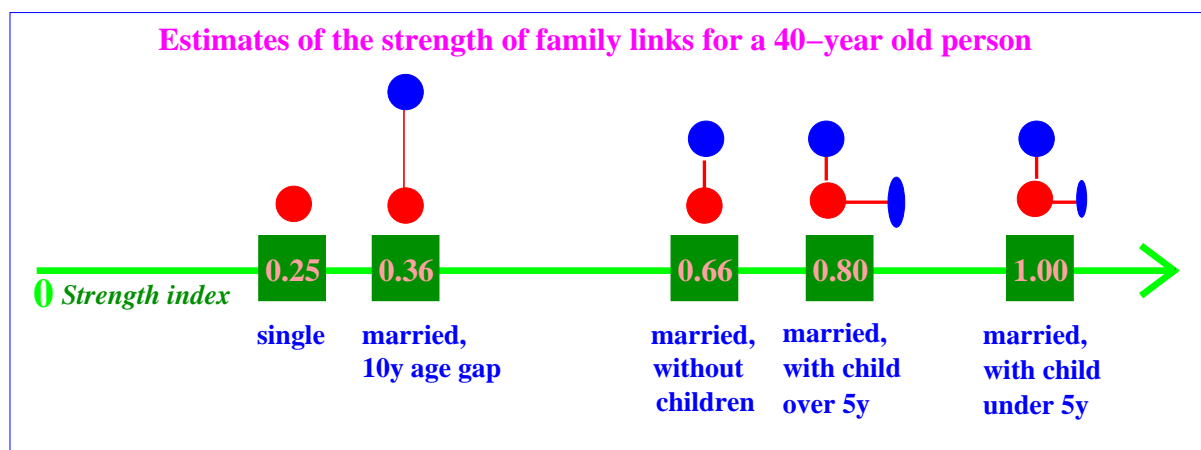 Estimates of the strength of family links for a 40−year old person
0.25
0.36
0.66
0.80
1.00
0 Strength index
single
married,
10y age gap
married,
without
children
married,
with child
over 5y
married,
with child
under 5y